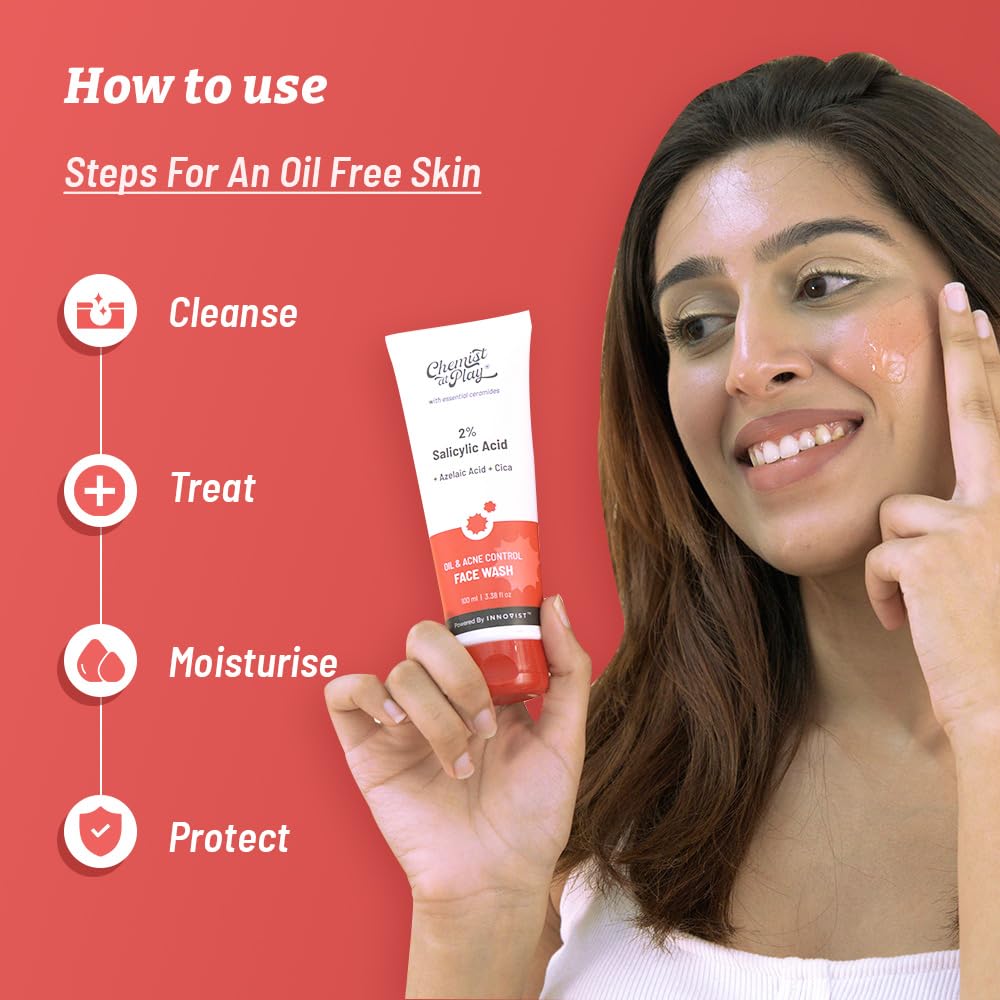 How to use
Steps For An Oil Free Skin
Cleanse
Treat
Moisturise
Protect
Chemist
at Play®
with essential ceramides
2%
Salicylic Acid
+ Azelaic Acid + Cica
OIL & ACNE CONTROL
FACE WASH
100 ml | 3.38 fl oz
Powered By INNOVIST™